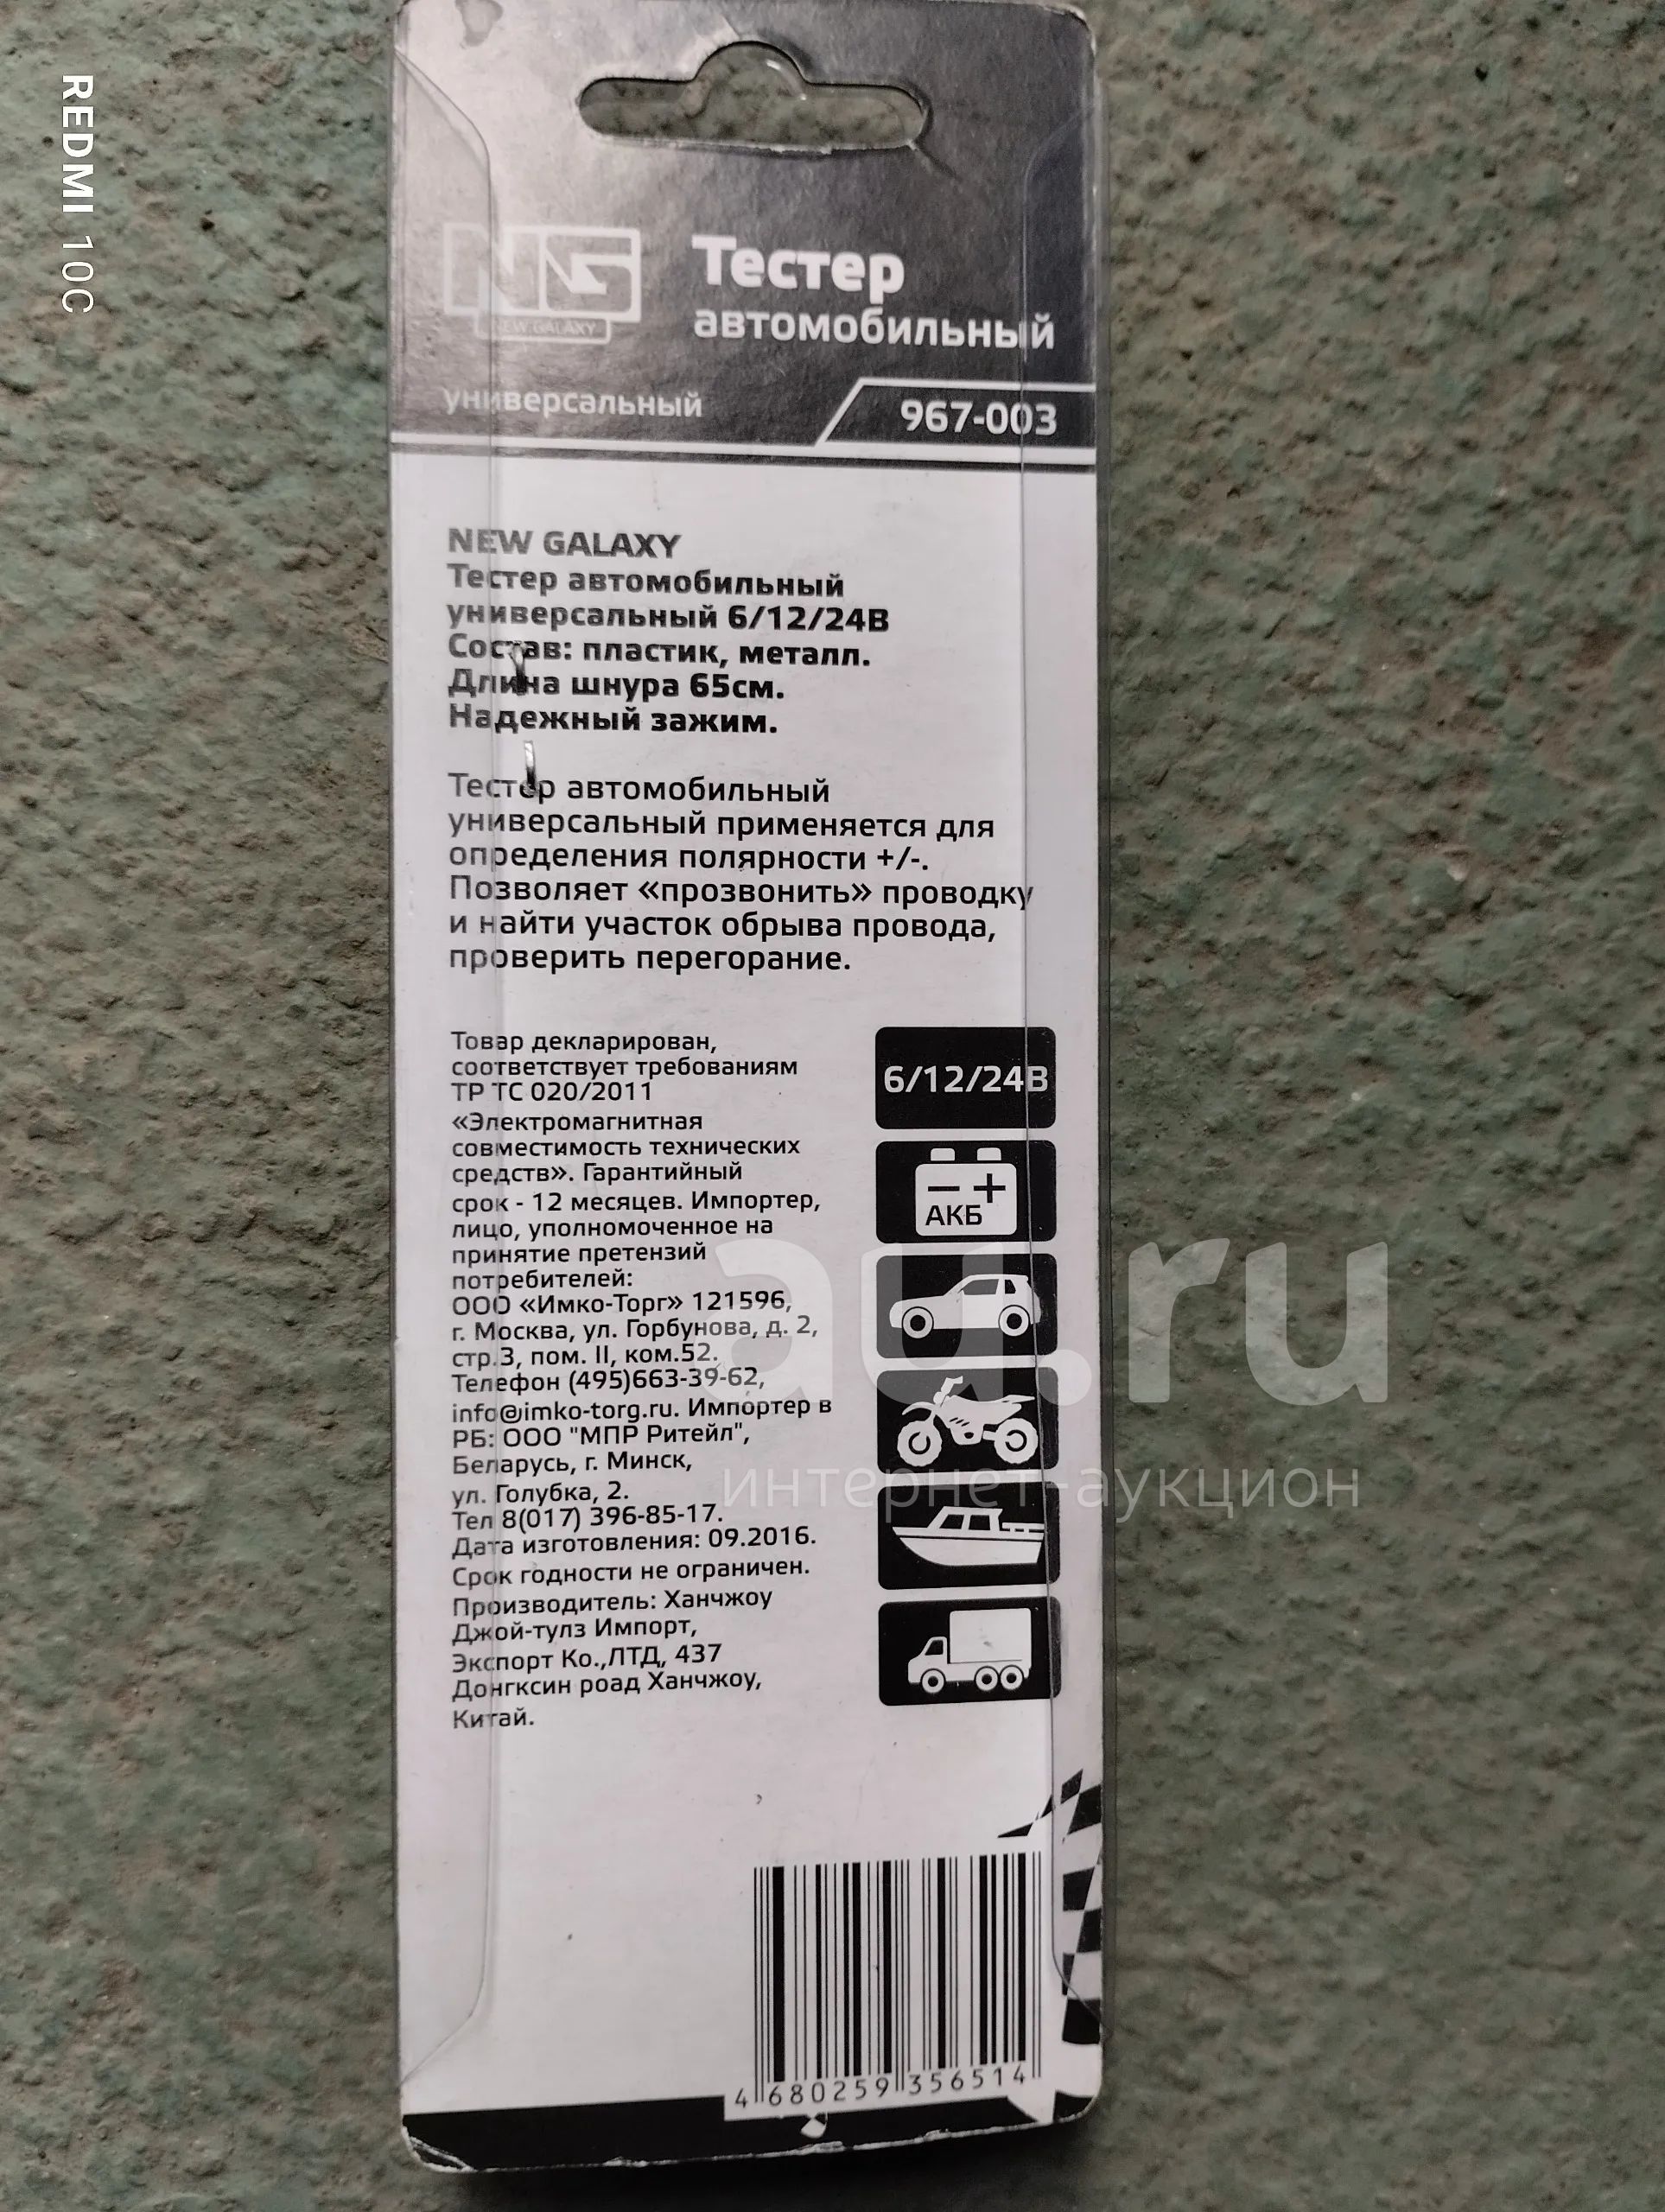 REDMI 10C
NG
NEW GALAXY
Тестер
автомобильный
универсальный
967-003
NEW GALAXY
Тестер автомобильный
универсальный 6/12/24В
Состав: пластик, металл.
Длина шнура 65см.
Надежный зажим.
Тестер автомобильный
универсальный применяется для
определения полярности +/-.
Позволяет «прозвонить» проводку
и найти участок обрыва провода,
проверить перегорание.
Товар декларирован,
соответствует требованиям
ТР ТС 020/2011
«Электромагнитная
совместимость технических
средств». Гарантийный
срок - 12 месяцев. Импортер,
лицо, уполномоченное на
принятие претензий
потребителей:
ООО «Имко-Торг» 121596,
г. Москва, ул. Горбунова, д. 2,
стр.3, пом. II, ком.52.
Телефон (495)663-39-62,
info@imko-torg.ru. Импортер в
РБ: ООО "МПР Ритейл",
Беларусь, г. Минск,
ул. Голубка, 2.
Тел 8(017) 396-85-17.
Дата изготовления: 09.2016.
Срок годности не ограничен.
Производитель: Ханчжоу
Джой-тулз Импорт,
Экспорт Ко.,ЛТД, 437
Донгксин роад Ханчжоу,
Китай.
6/12/24В
- +
АКБ
au.ru
интернет-аукцион
4 680259 356514